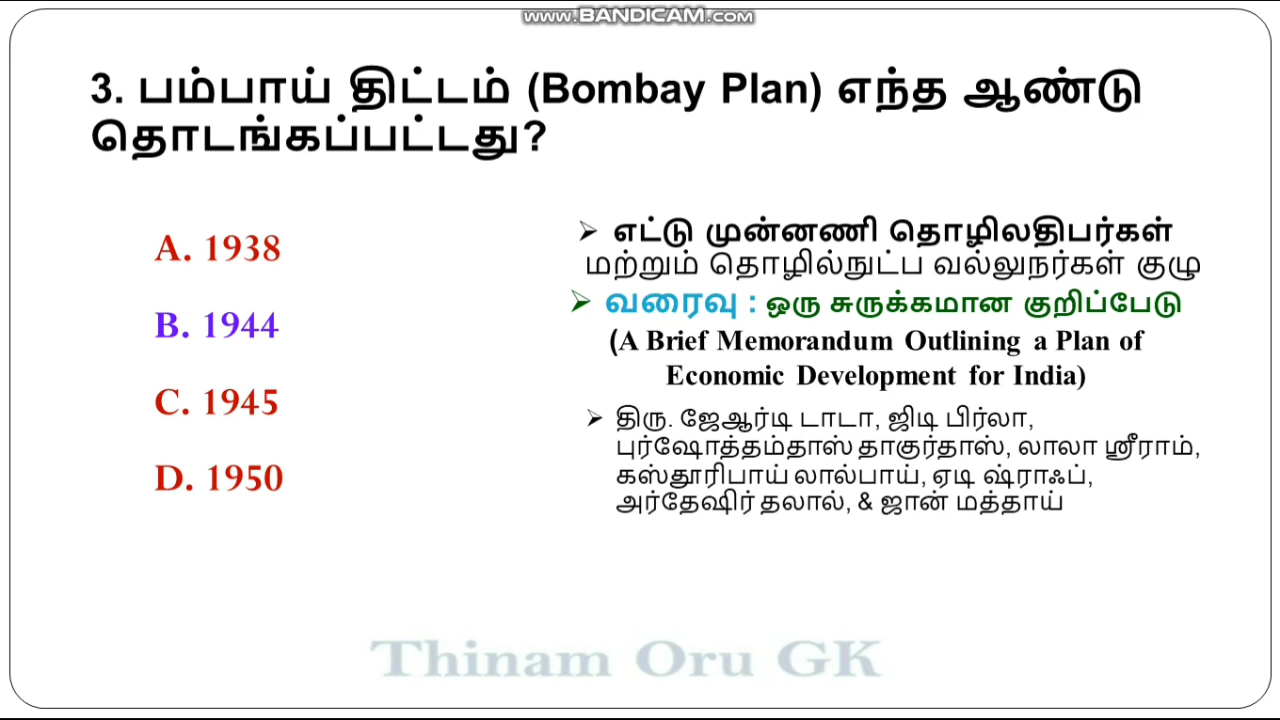 www.BANDICAM.com
3. பம்பாய் திட்டம் (Bombay Plan) எந்த ஆண்டு
தொடங்கப்பட்டது?
A. 1938
B. 1944
C. 1945
D. 1950
➢ எட்டு முன்னணி தொழிலதிபர்கள்
மற்றும் தொழில்நுட்ப வல்லுநர்கள் குழு
➢ வரைவு : ஒரு சுருக்கமான குறிப்பேடு
(A Brief Memorandum Outlining a Plan of
Economic Development for India)
➢ திரு. ஜேஆர்டி டாடா, ஜிடி பிர்லா,
புர்ஷோத்தம்தாஸ் தாகுர்தாஸ், லாலா ஸ்ரீராம்,
கஸ்தூரிபாய் லால்பாய், ஏடி ஷ்ராஃப்,
அர்தேஷிர் தலால், & ஜான் மத்தாய்
Thinam Oru GK